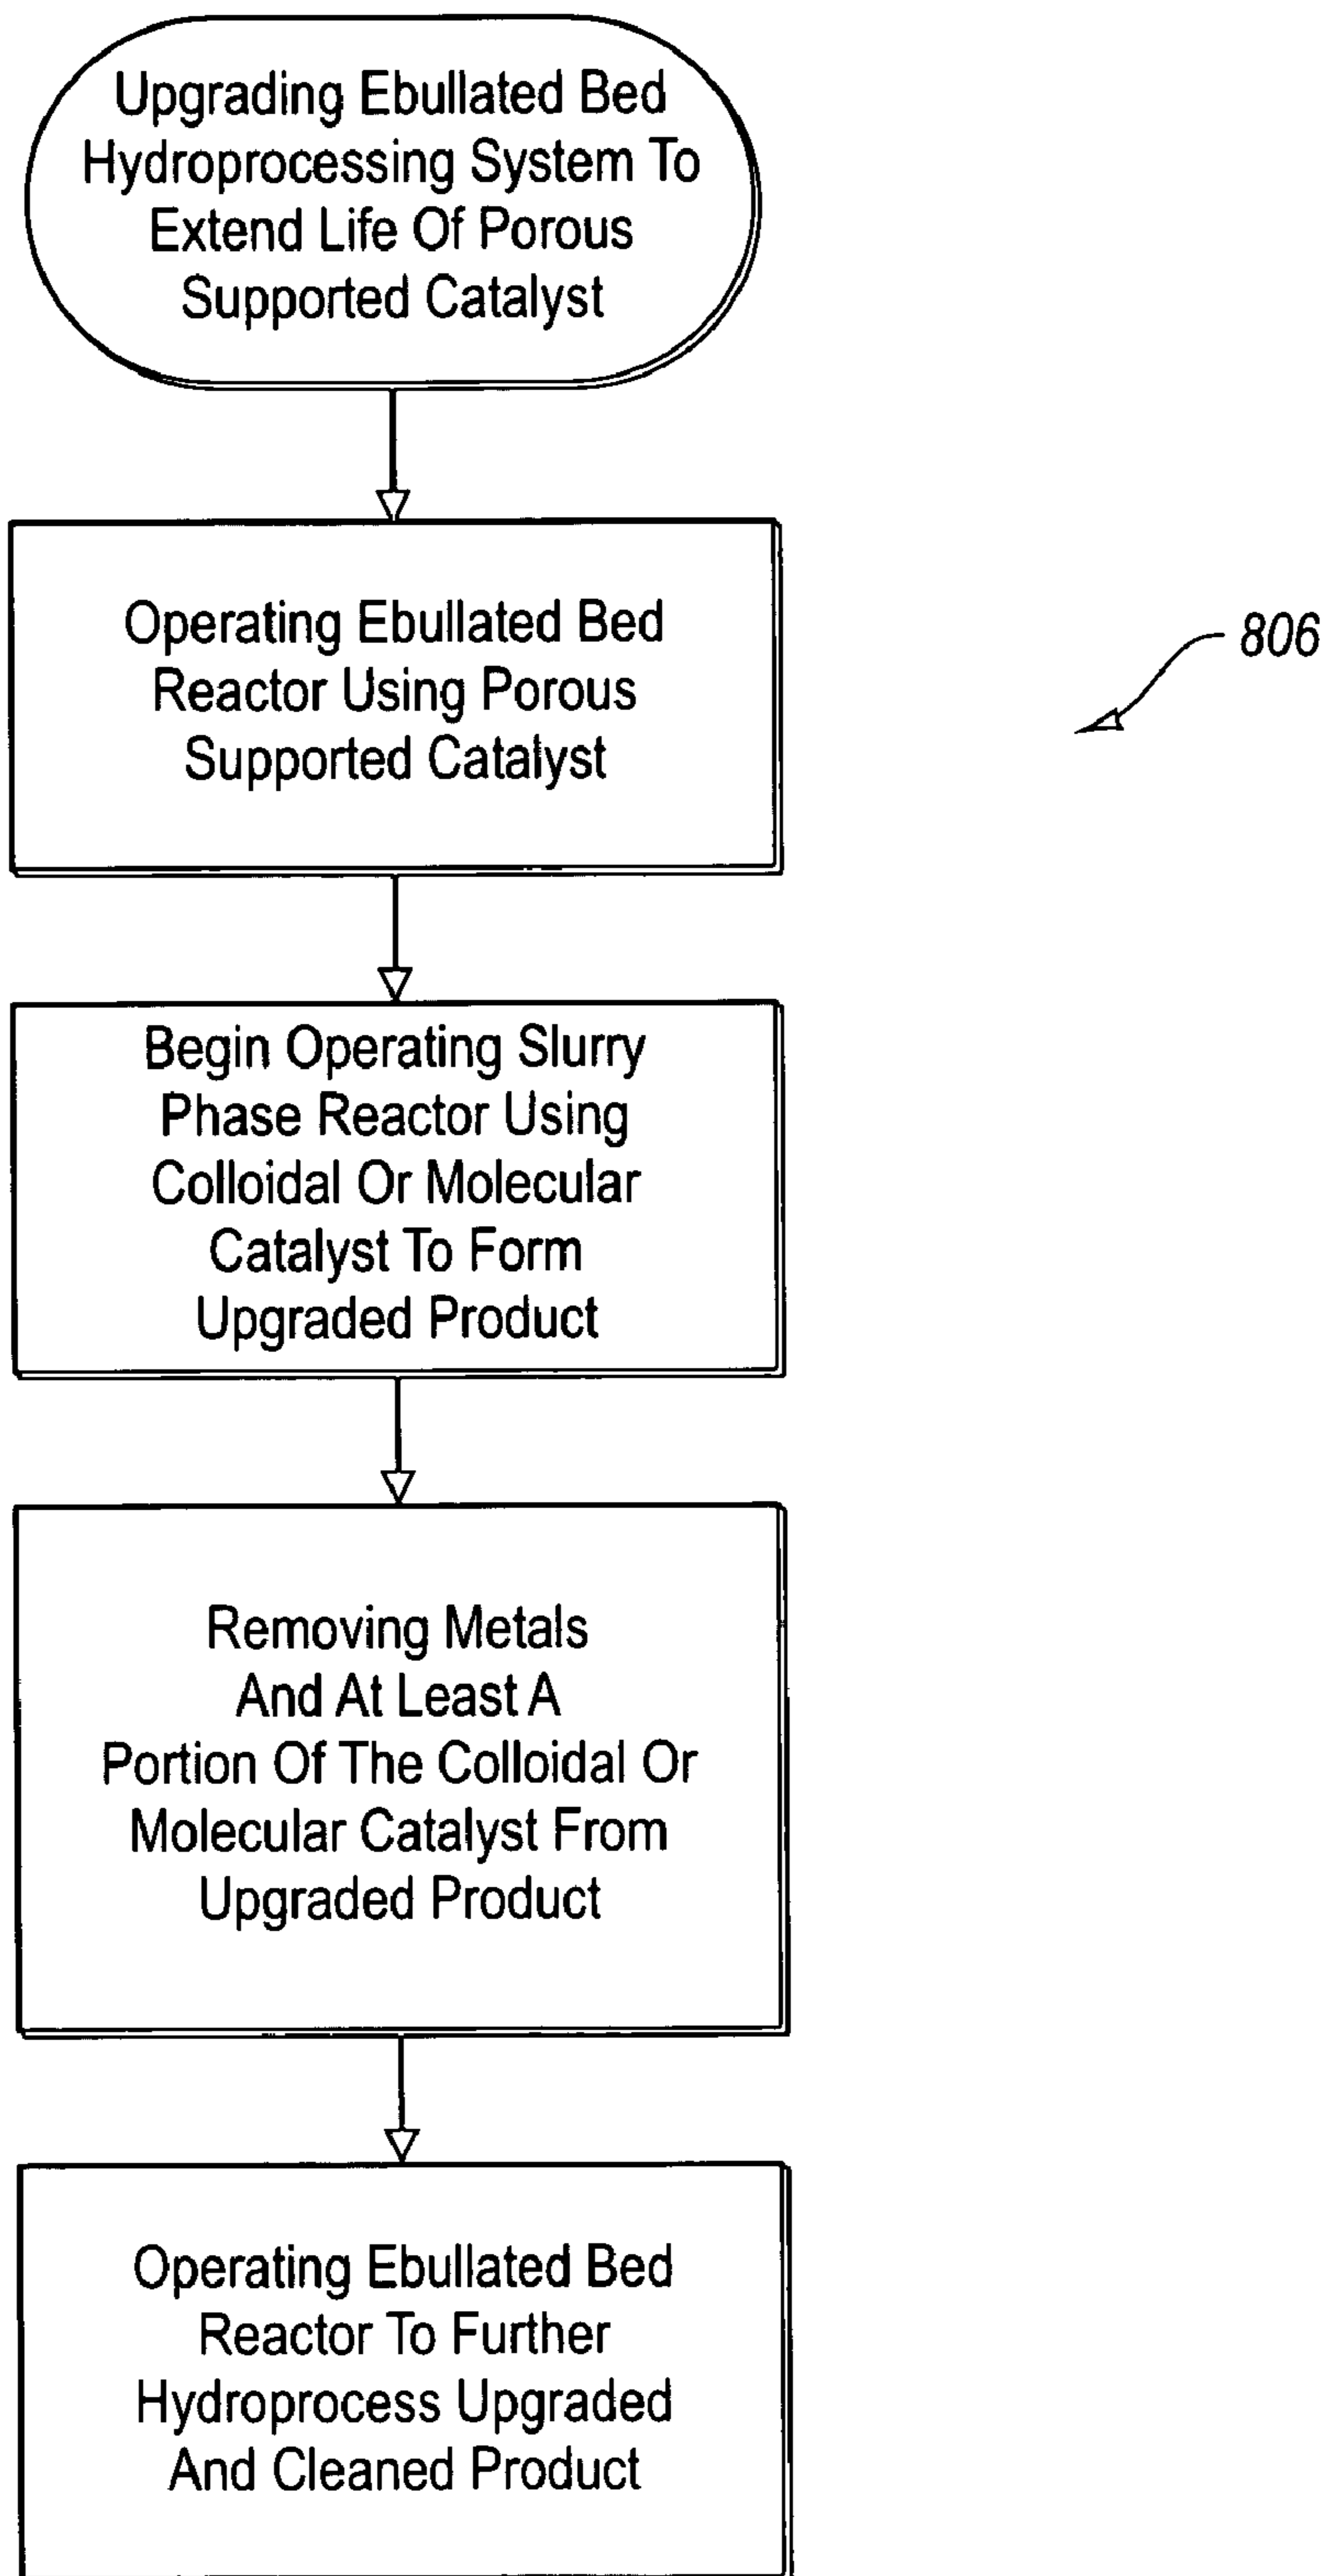 Upgrading Ebullated Bed
Hydroprocessing System To
Extend Life Of Porous
Supported Catalyst
Operating Ebullated Bed
Reactor Using Porous
Supported Catalyst
806
Begin Operating Slurry
Phase Reactor Using
Colloidal Or Molecular
Catalyst To Form
Upgraded Product
Removing Metals
And At Least A
Portion Of The Colloidal Or
Molecular Catalyst From
Upgraded Product
Operating Ebullated Bed
Reactor To Further
Hydroprocess Upgraded
And Cleaned Product